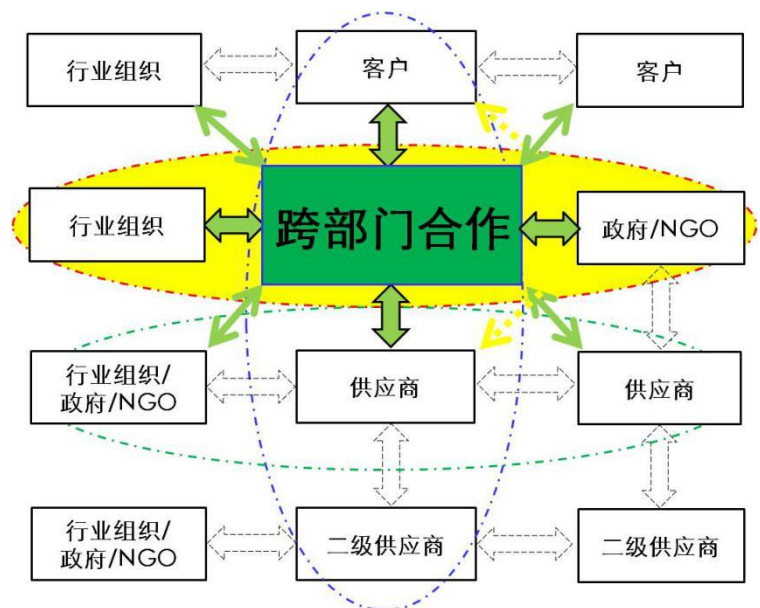 行业组织
客户
客户
行业组织
跨部门合作
政府/NGO
行业组织/
政府/NGO
供应商
供应商
行业组织/
政府/NGO
二级供应商
二级供应商